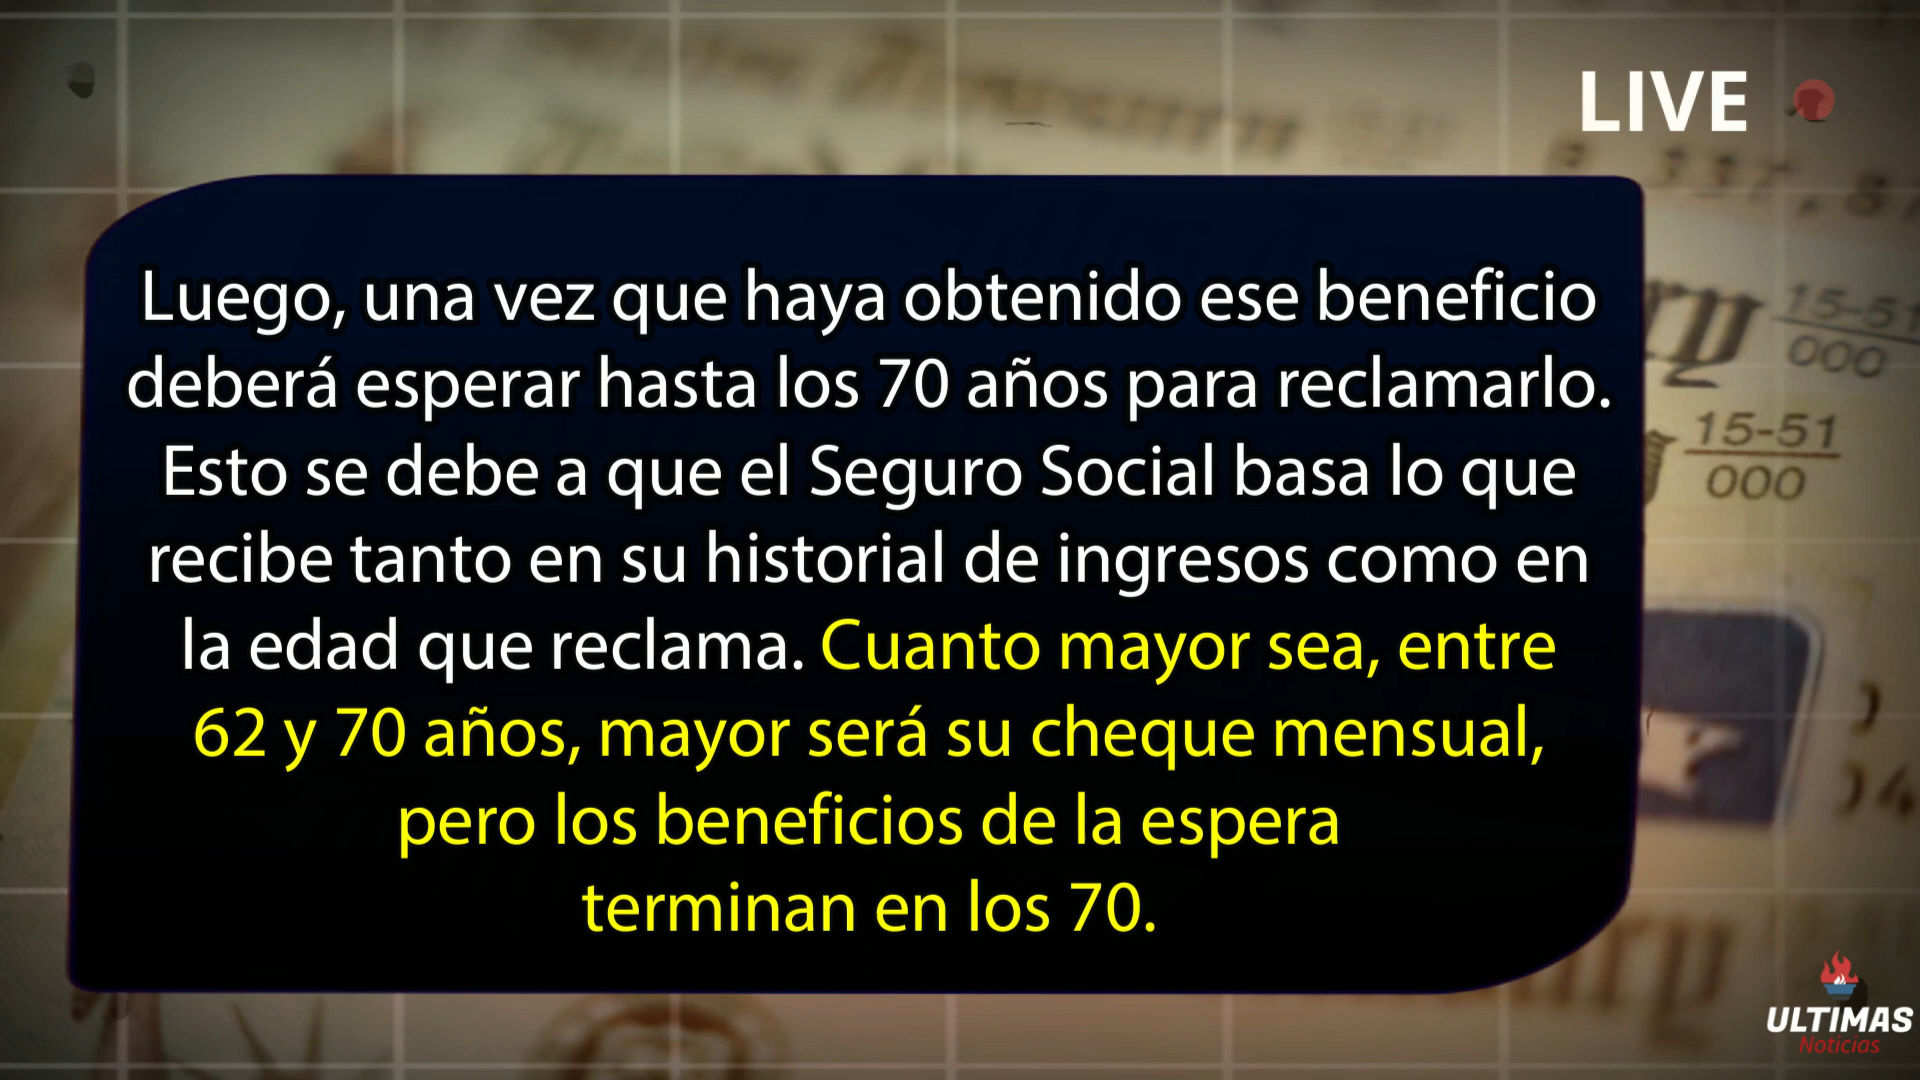 LIVE
Luego, una vez que haya obtenido ese beneficio
deberá esperar hasta los 70 años para reclamarlo.
Esto se debe a que el Seguro Social basa lo que
recibe tanto en su historial de ingresos como en
la edad que reclama. Cuanto mayor sea, entre
62 y 70 años, mayor será su cheque mensual,
pero los beneficios de la espera
terminan en los 70.
15-51
000
15-51
000
ULTIMAS
Noticias